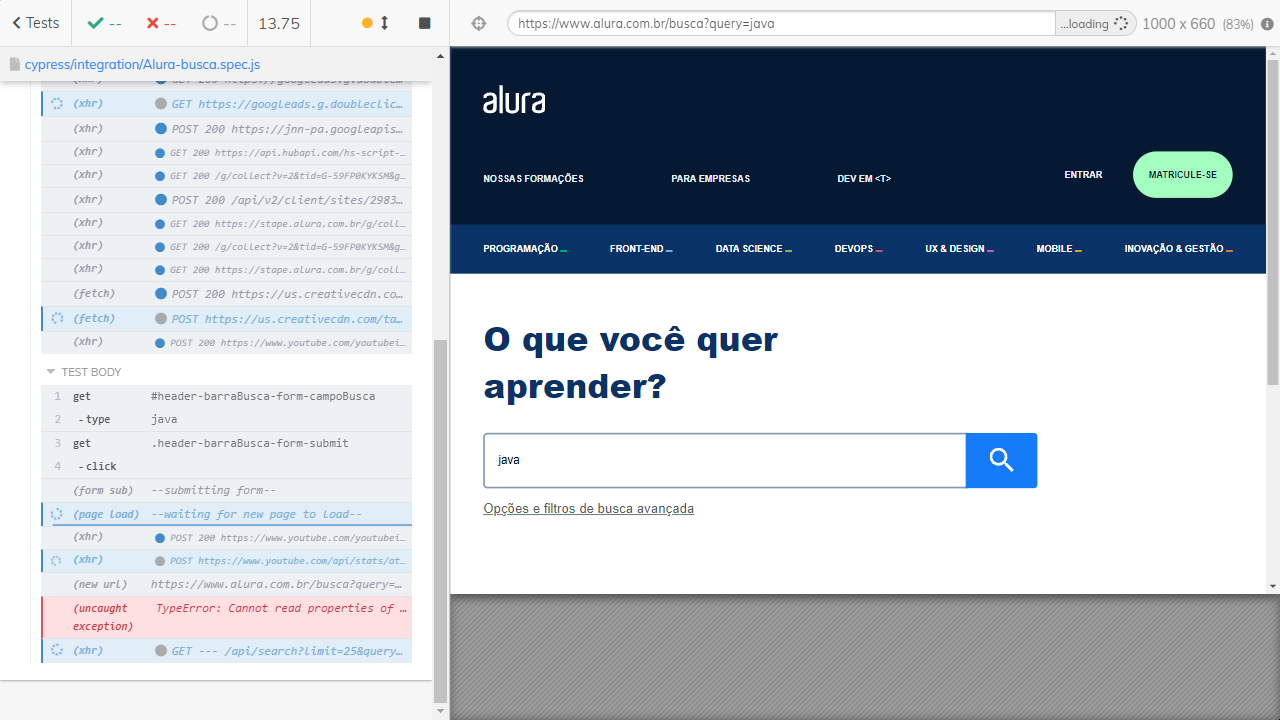 Tests
--
--
--
13.75
https://www.alura.com.br/busca?query=java
...loading
1000 x 660 (83%)
cypress/integration/Alura-busca.spec.js
(xhr) GET https://googleads.g.doubleclic...
(xhr) POST 200 https://jnn-pa.googleapis...
(xhr) GET 200 https://api.hubapi.com/hs-script-...
(xhr) GET 200 /g/collect?v=2&tid=G-59FP0KYKSM&g...
(xhr) POST 200 /api/v2/client/sites/2983...
(xhr) GET 200 https://stape.alura.com.br/g/coll...
(xhr) GET 200 /g/collect?v=2&tid=G-59FP0KYKSM&g...
(xhr) GET 200 https://stape.alura.com.br/g/coll...
(fetch) POST 200 https://us.creativecdn.co...
(fetch) POST https://us.creativecdn.com/ta...
(xhr) POST 200 https://www.youtube.com/youtubei...
TEST BODY
1 get #header-barraBusca-form-campoBusca
2 -type java
3 get .header-barraBusca-form-submit
4 -click
(form sub) --submitting form--
(page load) --waiting for new page to load--
(xhr) POST 200 https://www.youtube.com/youtubei...
(xhr) POST https://www.youtube.com/api/stats/at...
(new url) https://www.alura.com.br/busca?query=...
(uncaught TypeError: Cannot read properties of ...
exception)
(xhr) GET --- /api/search?limit=25&query...
alura
NOSSAS FORMAÇÕES PARA EMPRESAS DEV EM <T> ENTRAR MATRICULE-SE
PROGRAMAÇÃO _ FRONT-END _ DATA SCIENCE _ DEVOPS _ UX & DESIGN _ MOBILE _ INOVAÇÃO & GESTÃO _
O que você quer
aprender?
java
Opções e filtros de busca avançada